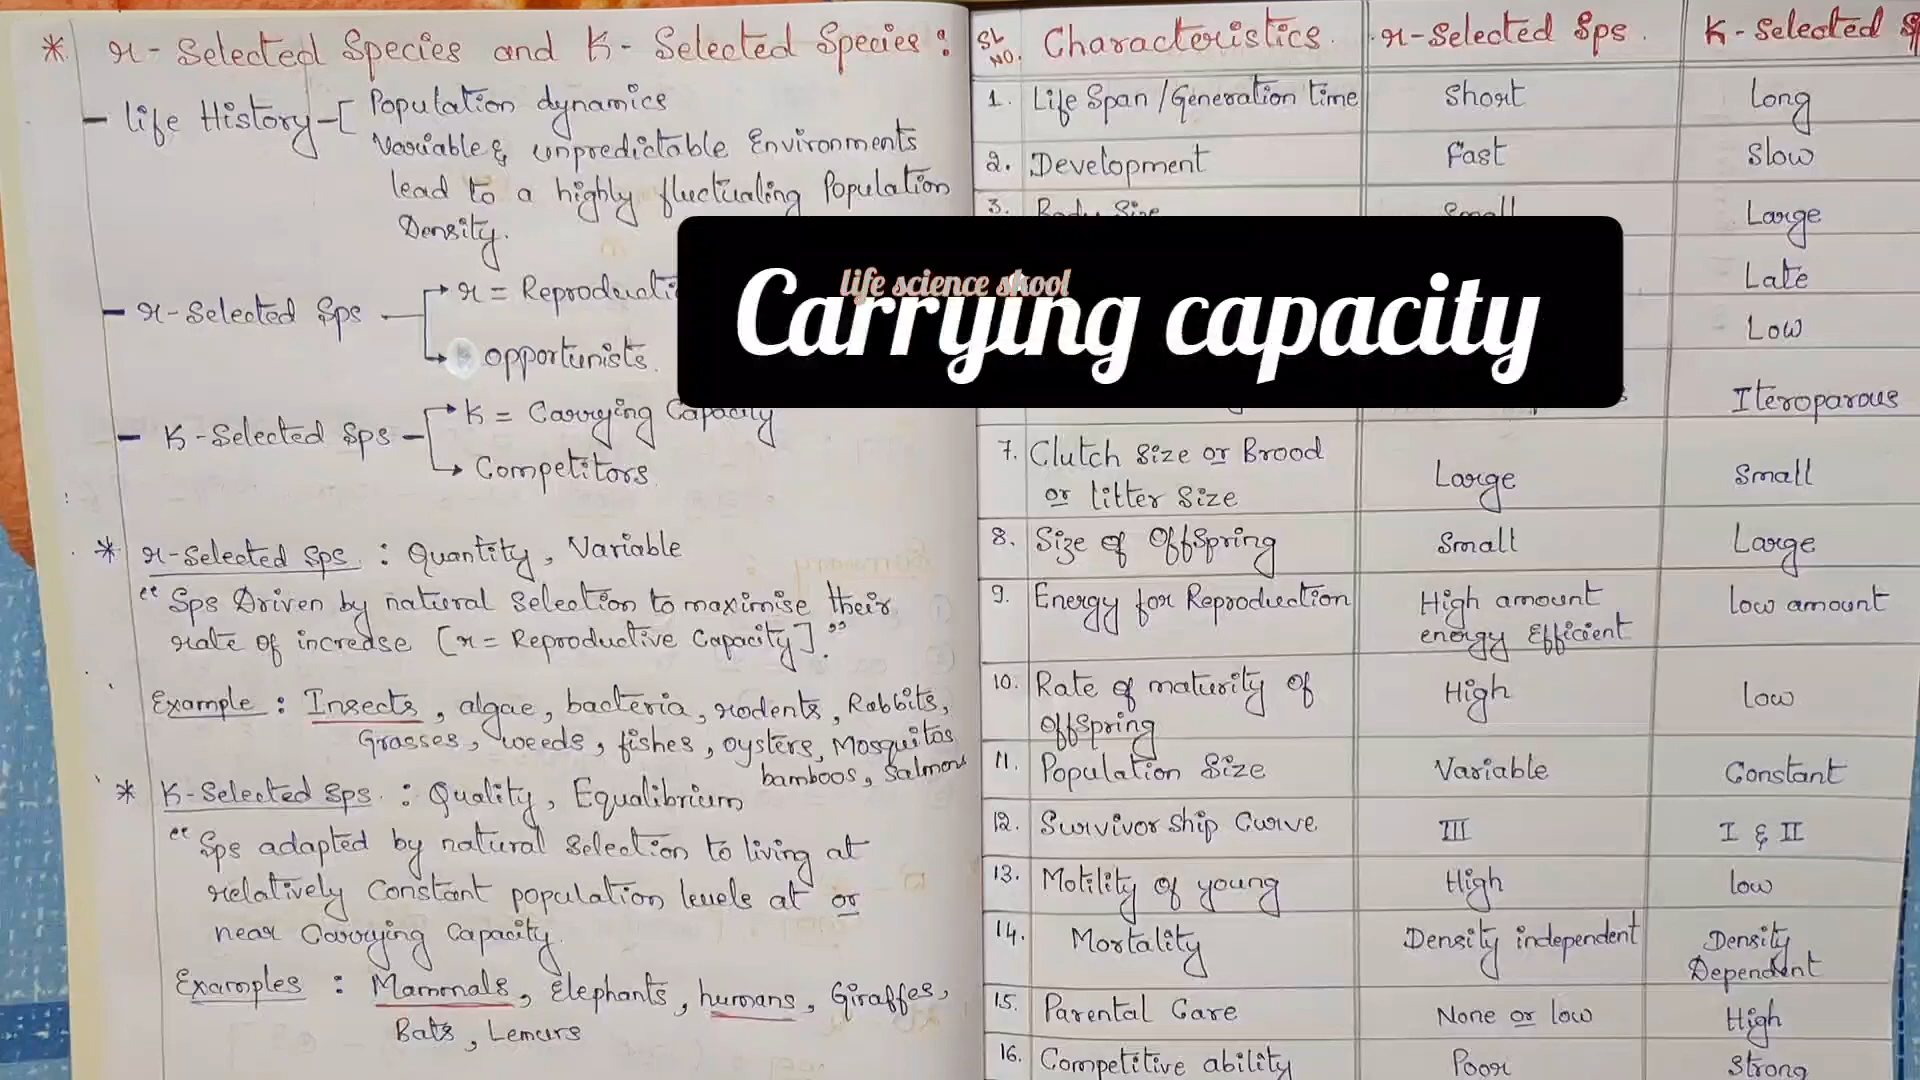 * r-Selected Species and K-Selected Species:
- life History -[ Population dynamics
Variable & unpredictable Environments
lead to a highly fluctualing Population
Density.
- r-Selected Sps → r = Reproducti
→ opportunists.
- K-Selected Sps → K = Carrying Capacity
→ Competitors
* r-Selected Sps : Quantity, Variable
"Sps Driven by natural Selection to maximise their
rate of increase [r = Reproductive Capacity]."
Example : Insects, algae, bacteria, rodents, Rabbits,
Grasses, weeds, fishes, oysters, Mosquitos
bamboos, Salmons
* K-Selected Sps. : Quality, Equalibrium
"Sps adapted by natural Selection to living at
relatively Constant population levels at or
near Carrying Capacity.
Examples : Mammals, Elephants, humans, Giraffes,
Bats, Lemurs
Carrying capacity
life science skool
SL NO. Characteristics. r-Selected Sps. K-Selected Sp
1. Life Span/Generation time Short Long
2. Development Fast Slow
3. Body Size Small Large
Late
Low
Iteroparous
7. Clutch Size or Brood
or litter Size Large Small
8. Size of Offspring Small Large
9. Energy for Reproduction High amount low amount
energy Efficient
10. Rate of maturity of High low
offspring
11. Population Size Variable Constant
12. Survivor Ship Curve III I & II
13. Motility of young High low
14. Mortality Density independent Density
Dependent
15. Parental Care None or low High
16. Competitive ability Poor Strong